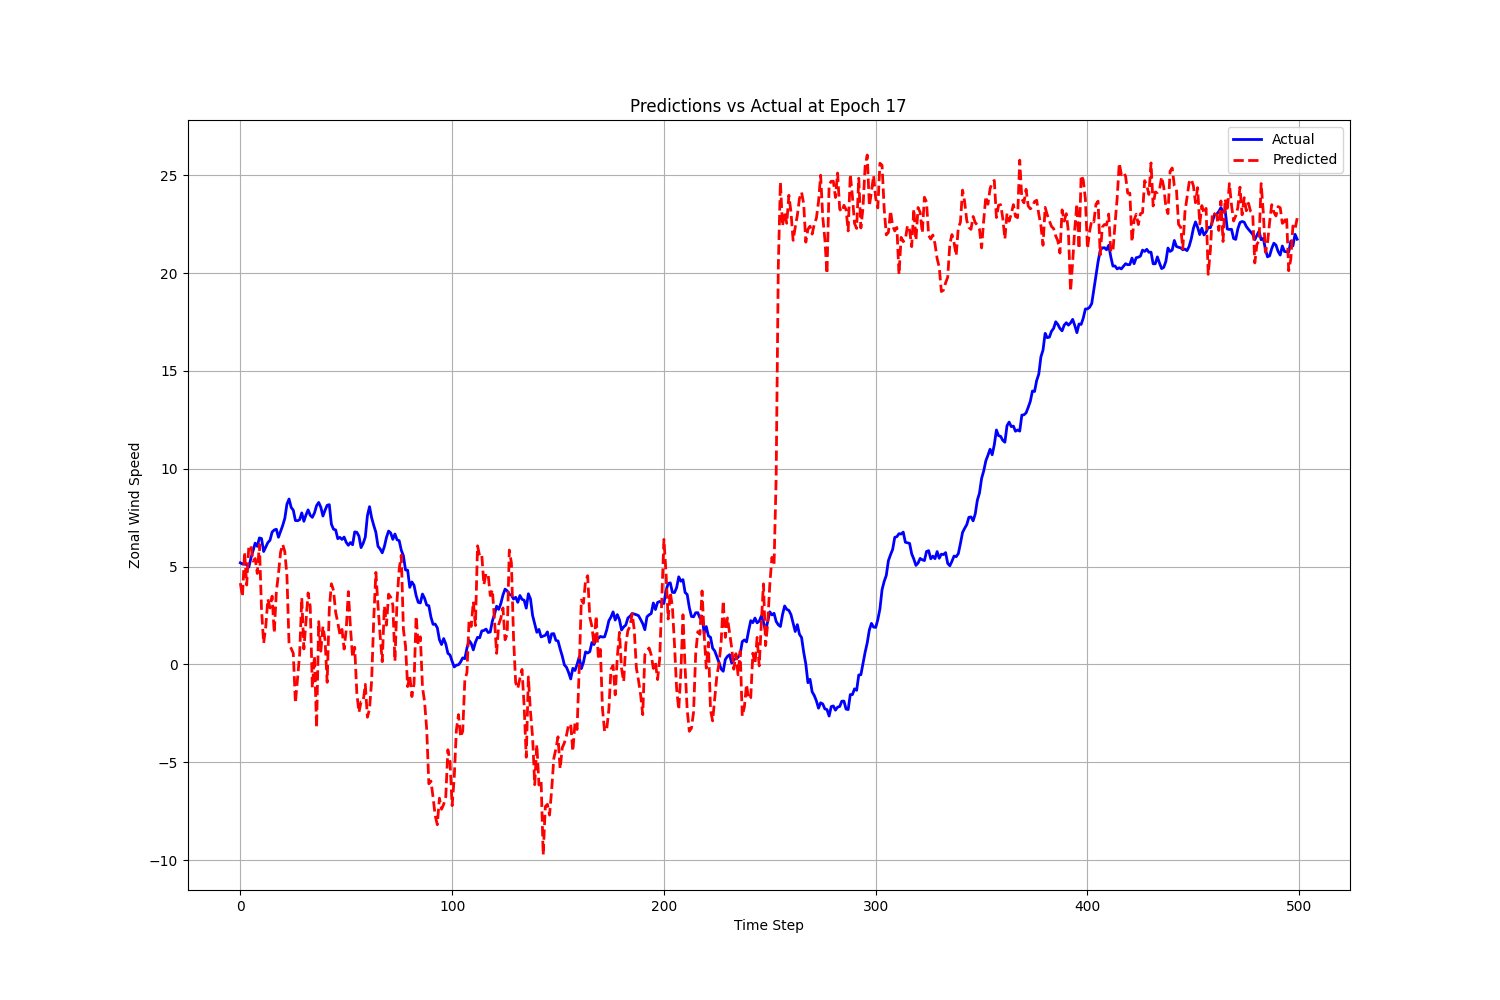 Predictions vs Actual at Epoch 17
Actual
Predicted
Zonal Wind Speed
25
20
15
10
5
0
−5
−10
0 100 200 300 400 500
Time Step